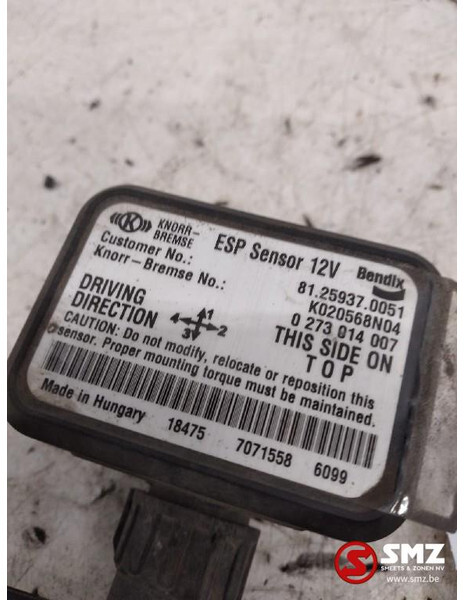 KNORR-
BREMSE
ESP Sensor 12V
Bendix
Customer No.:
81.25937.0051
Knorr-Bremse No.:
K020568N04
0 273 014 007
DRIVING
DIRECTION
4 1 2 3
THIS SIDE ON
TOP
CAUTION: Do not modify, relocate or reposition this
sensor. Proper mounting torque must be maintained.
Made in Hungary
18475 7071558 6099
SMZ
SMEETS & ZONEN NV
www.smz.be